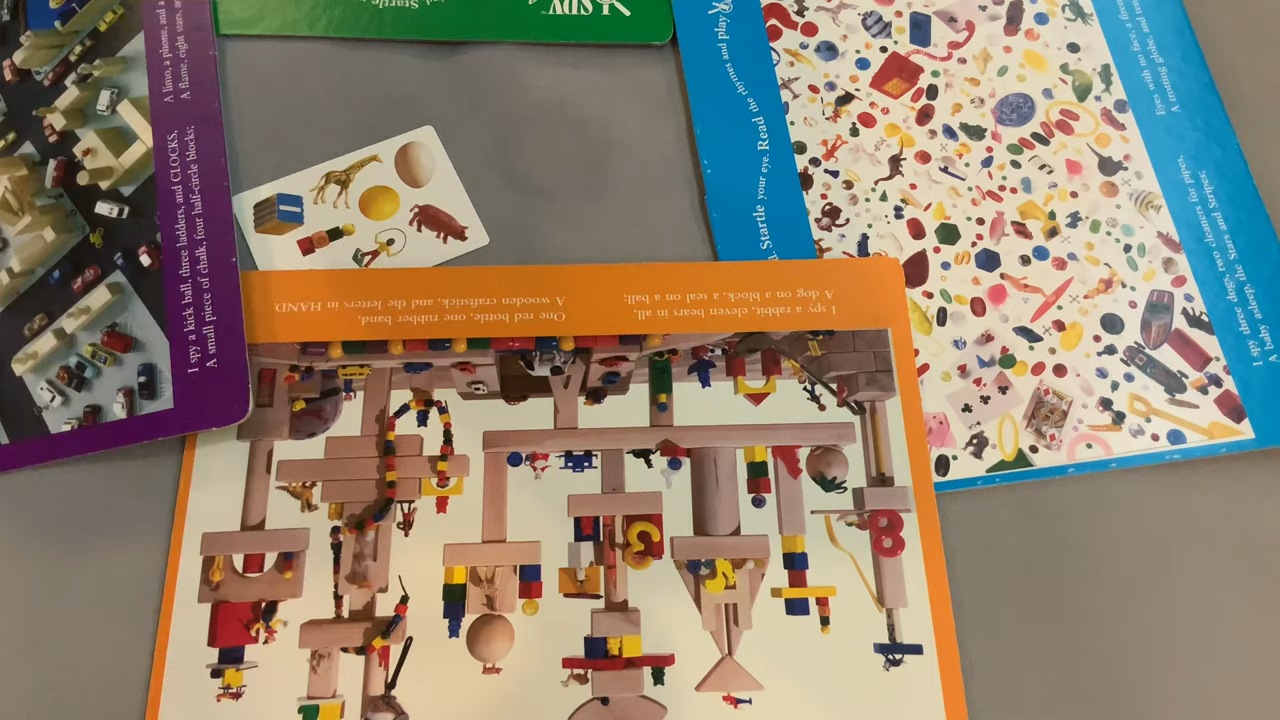 I SPY
Startle
I spy a kick ball, three ladders, and CLOCKS,
A small piece of chalk, four half-circle blocks;
A limo, a phone, and a
A flame, eight stars,
Startle your eye. Read the rhymes and play
I spy three dogs, two cleaners for pipes,
A baby asleep, the Stars and Stripes;
Eyes with no face, a
A trotting globe, and
I spy a rabbit, eleven bears in all,
A dog on a block, a seal on a ball;
One red bottle, one rubber band,
A wooden craftstick, and the letters in HAND.
B